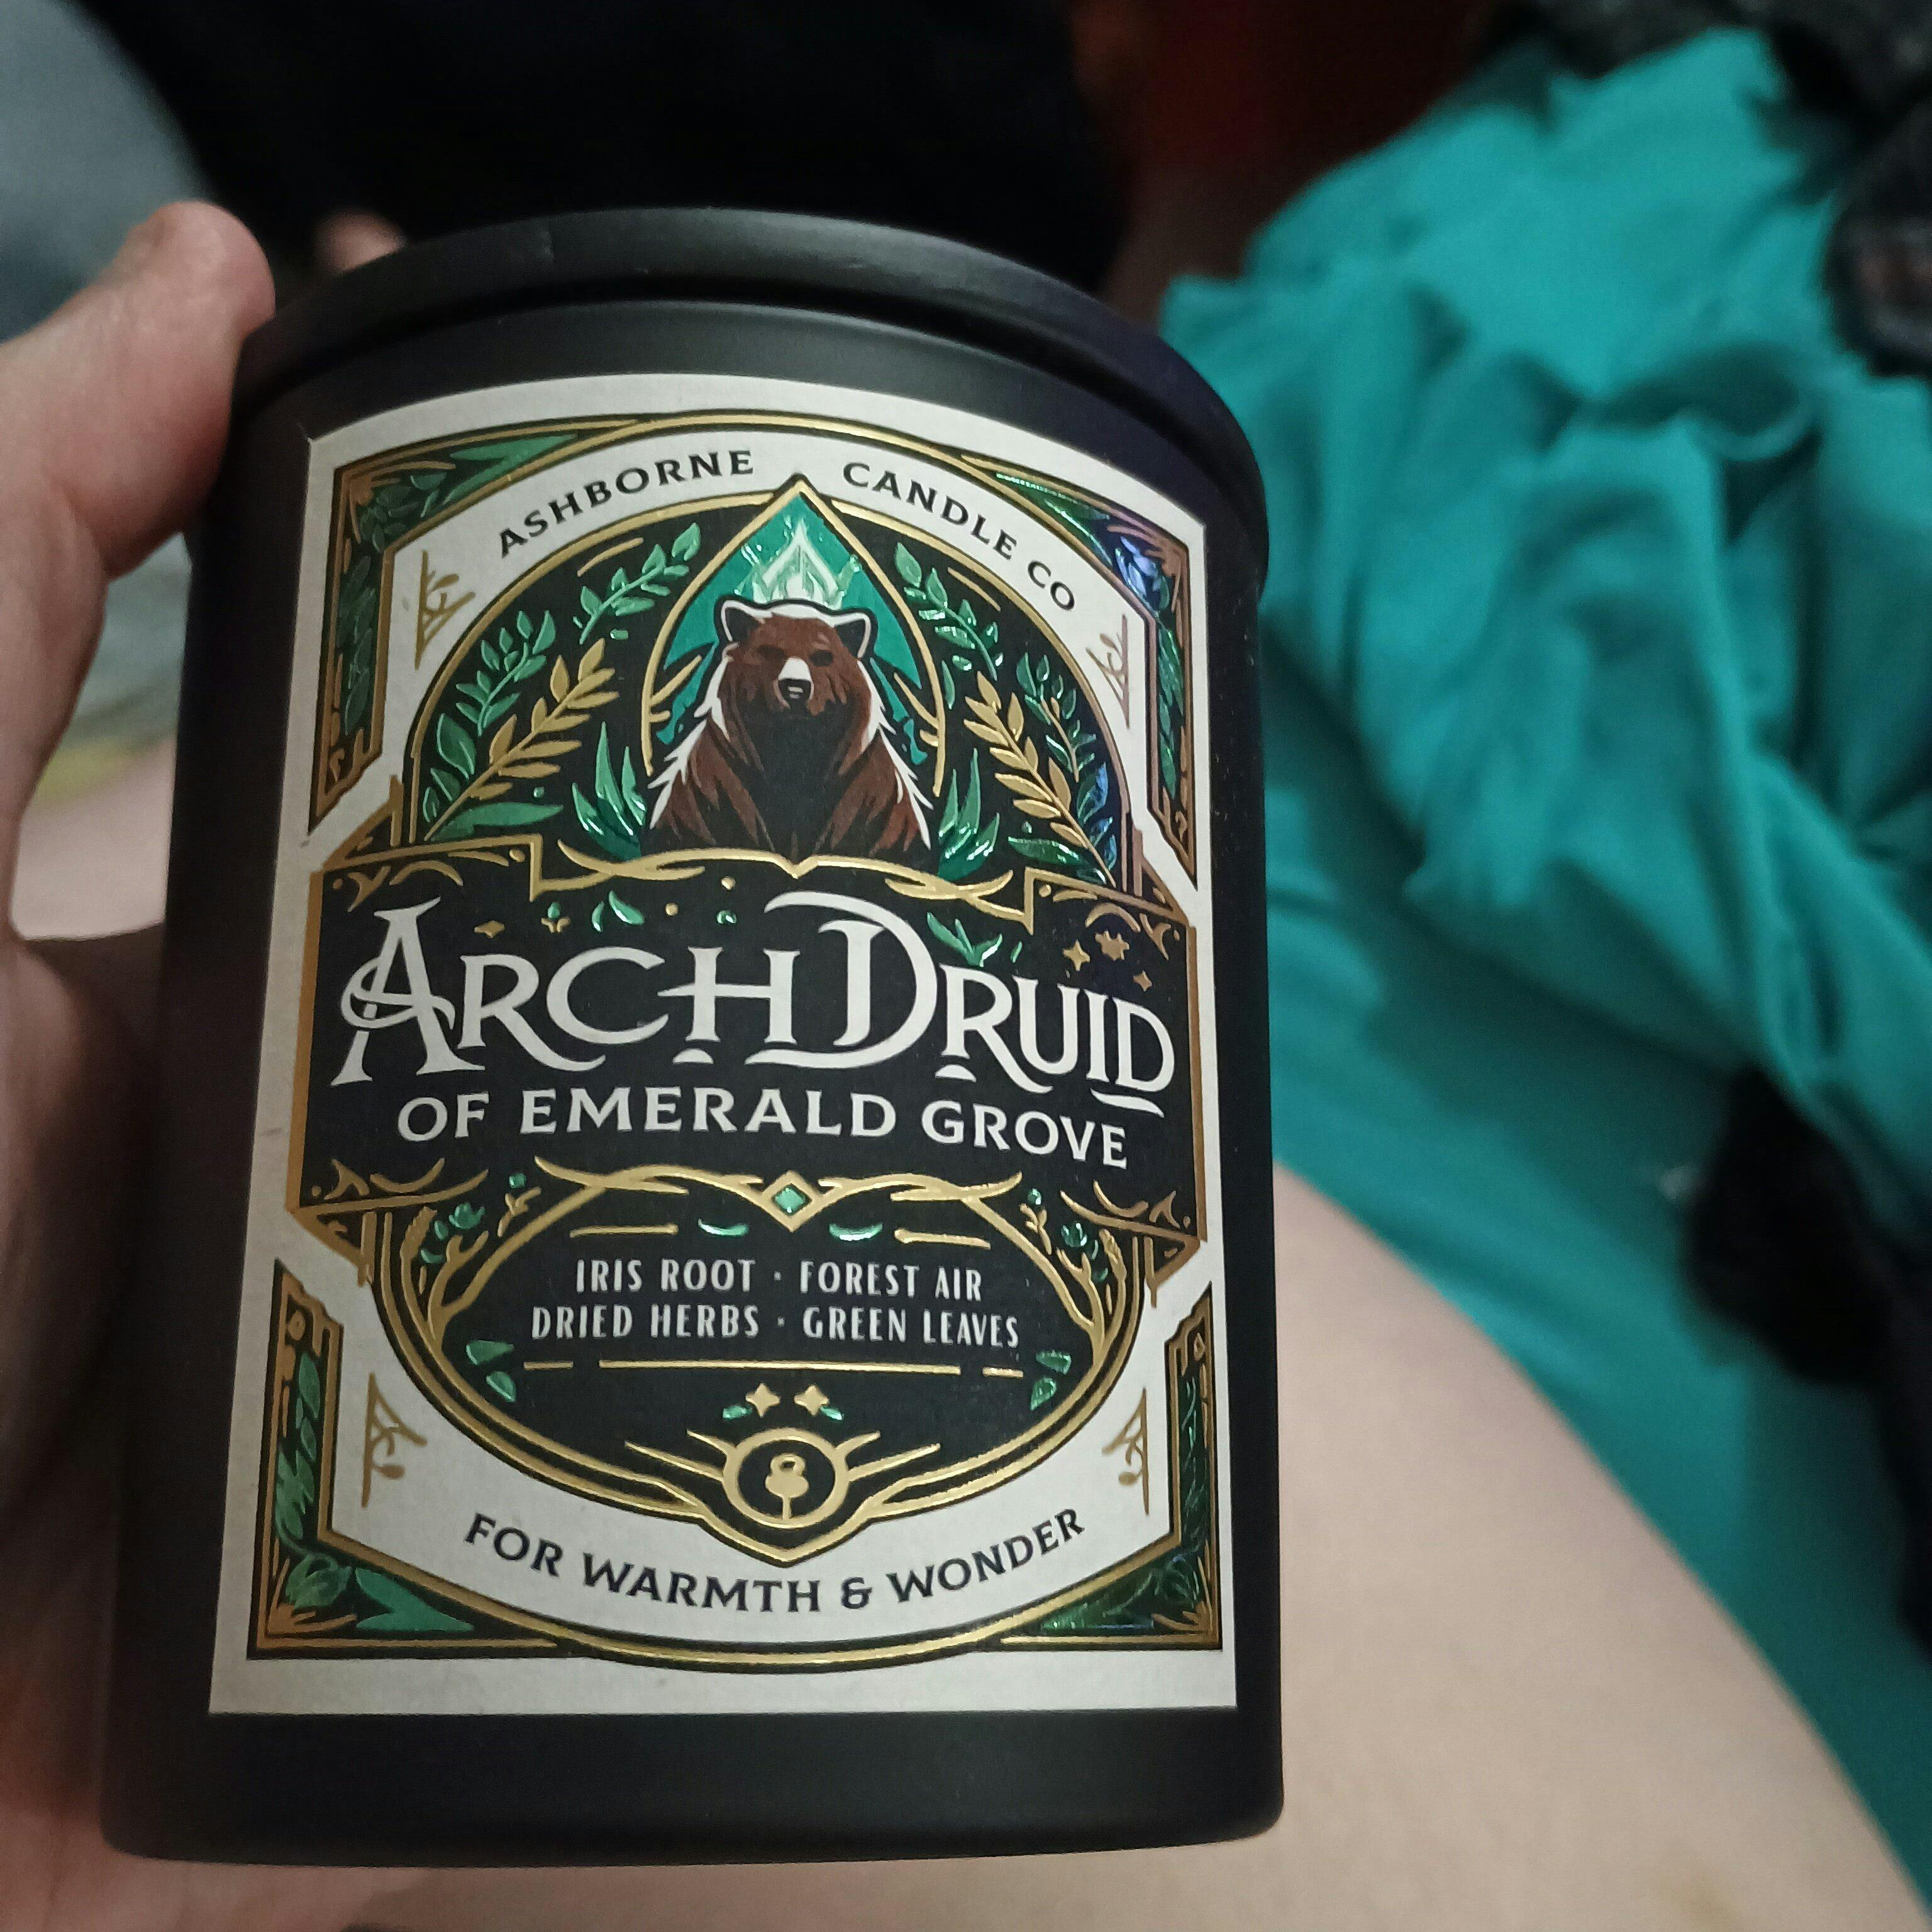 ASHBORNE CANDLE CO
ARCHDRUID
OF EMERALD GROVE
IRIS ROOT · FOREST AIR
DRIED HERBS · GREEN LEAVES
FOR WARMTH & WONDER